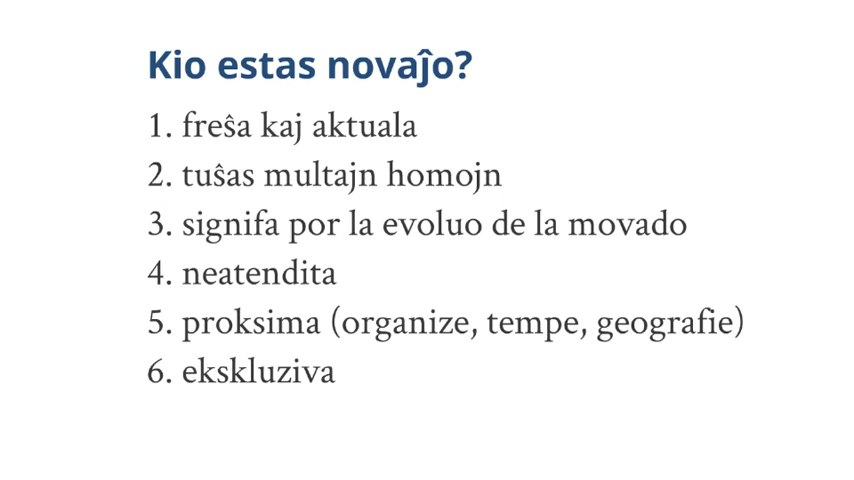 Kio estas novaĵo?
1. freŝa kaj aktuala
2. tuŝas multajn homojn
3. signifa por la evoluo de la movado
4. neatendita
5. proksima (organize, tempe, geografie)
6. ekskluziva